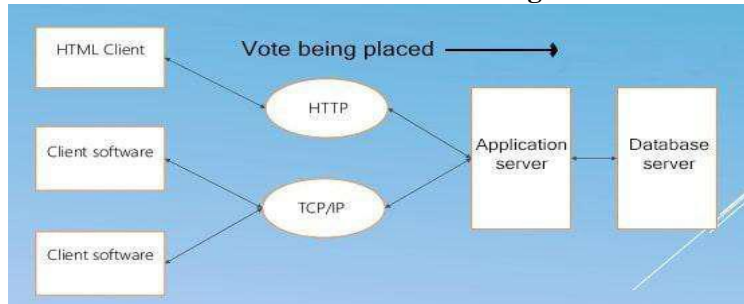 HTML Client
Vote being placed
HTTP
Client software
Application
server
Database
server
TCP/IP
Client software